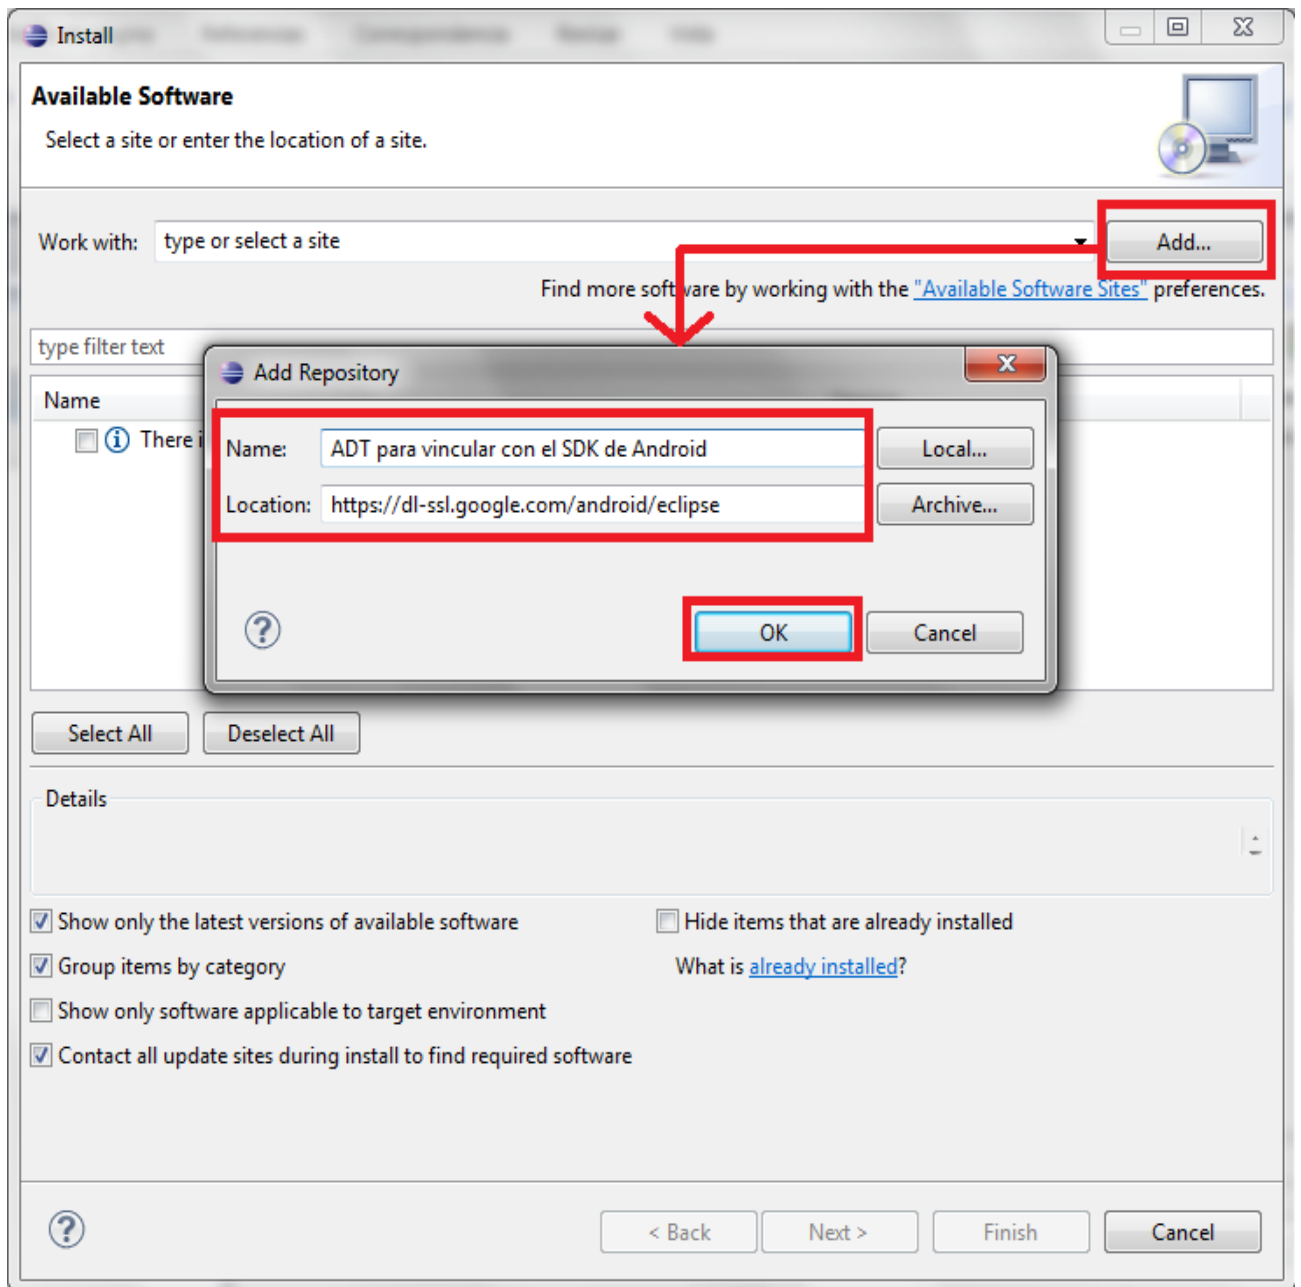 Install
Available Software
Select a site or enter the location of a site.
Work with: type or select a site Add...
Find more software by working with the "Available Software Sites" preferences.
type filter text
Add Repository
Name
There i
Name: ADT para vincular con el SDK de Android Local...
Location: https://dl-ssl.google.com/android/eclipse Archive...
OK Cancel
Select All Deselect All
Details
Show only the latest versions of available software Hide items that are already installed
Group items by category What is already installed?
Show only software applicable to target environment
Contact all update sites during install to find required software
< Back Next > Finish Cancel